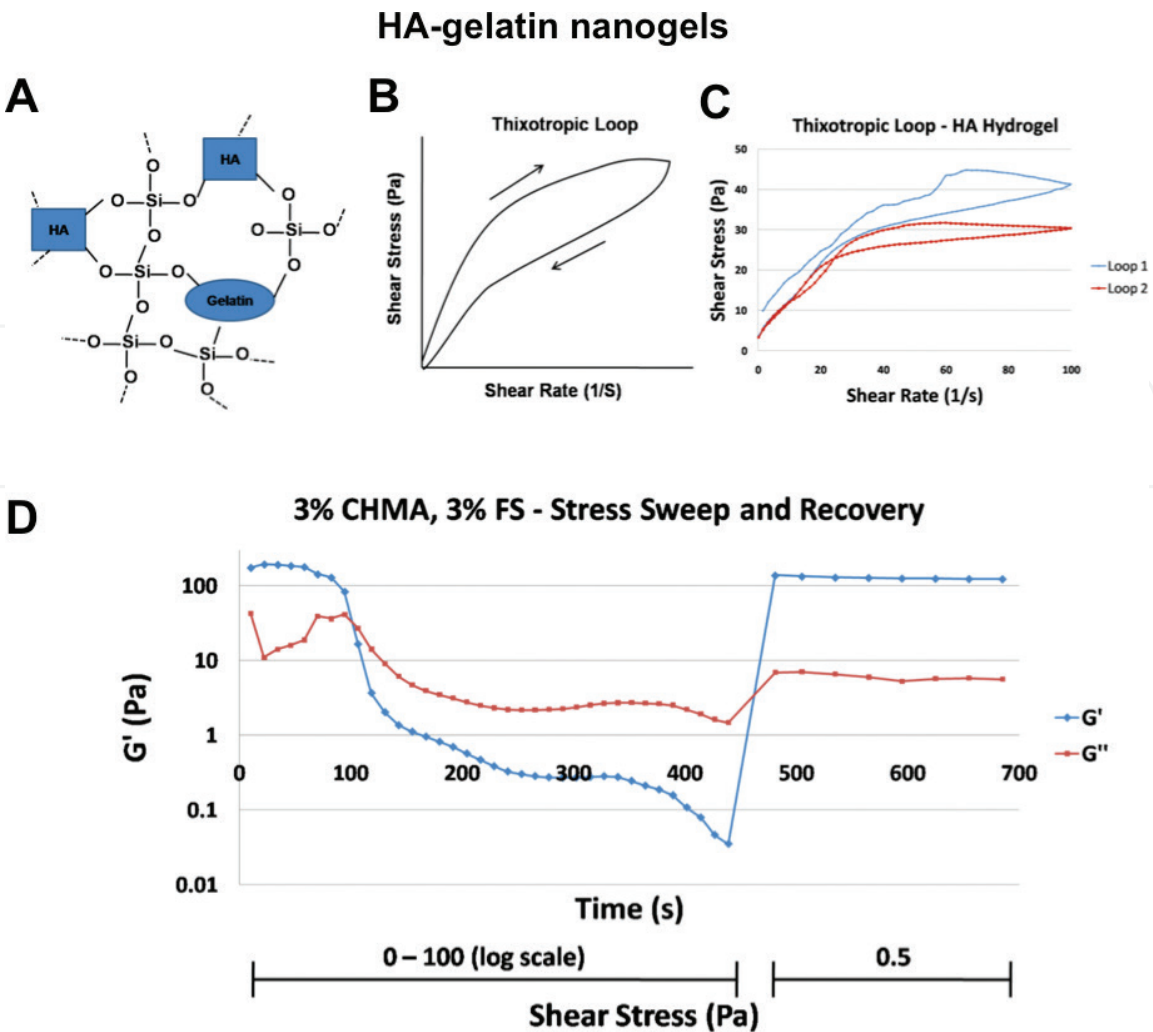 HA-gelatin nanogels
A
HA
O
O
Si
O
O
HA
O
O
Si
O
O
Si
O
O
O
Gelatin
O
O
Si
O
Si
O
O
O
B
Thixotropic Loop
Shear Stress (Pa)
Shear Rate (1/S)
C
Thixotropic Loop - HA Hydrogel
Shear Stress (Pa)
50
40
30
20
10
0
0 20 40 60 80 100
Shear Rate (1/s)
Loop 1
Loop 2
D
3% CHMA, 3% FS - Stress Sweep and Recovery
G' (Pa)
100
10
1
0.1
0.01
0 100 200 300 400 500 600 700
G'
G''
Time (s)
0 – 100 (log scale) 0.5
Shear Stress (Pa)